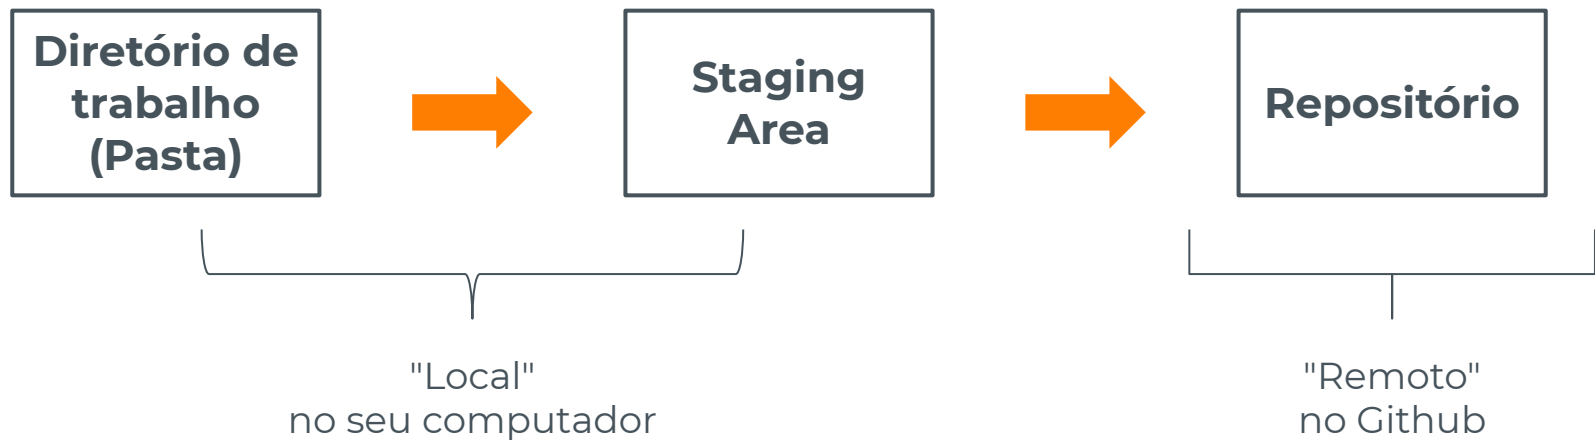 Diretório de
trabalho
(Pasta)
Staging
Area
Repositório
"Local"
no seu computador
"Remoto"
no Github